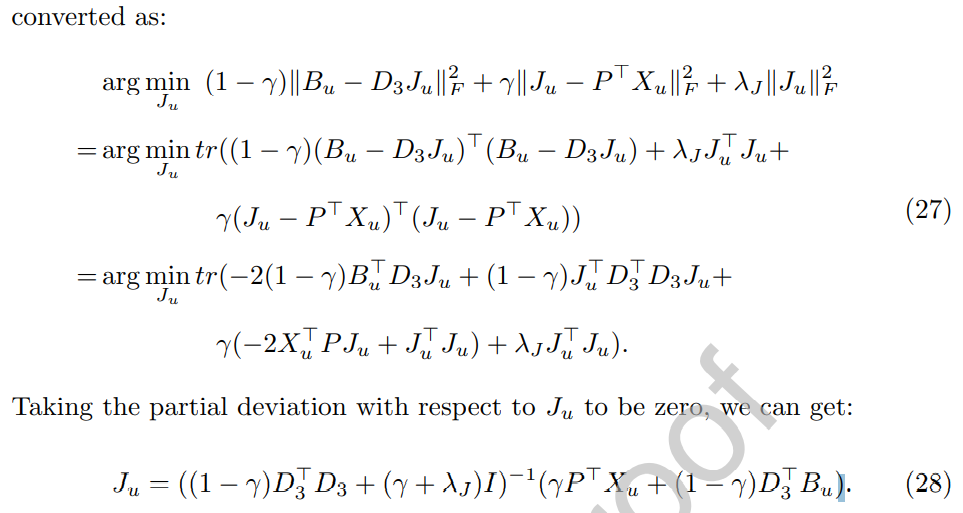 converted as:
arg min_{J_u} (1 − γ)‖B_u − D_3J_u‖_F^2 + γ‖J_u − P^⊤X_u‖_F^2 + λ_J‖J_u‖_F^2
= arg min_{J_u} tr((1 − γ)(B_u − D_3J_u)^⊤(B_u − D_3J_u) + λ_J J_u^⊤J_u+
γ(J_u − P^⊤X_u)^⊤(J_u − P^⊤X_u)) (27)
= arg min_{J_u} tr(−2(1 − γ)B_u^⊤D_3J_u + (1 − γ)J_u^⊤D_3^⊤D_3J_u+
γ(−2X_u^⊤PJ_u + J_u^⊤J_u) + λ_J J_u^⊤J_u).
Taking the partial deviation with respect to J_u to be zero, we can get:
J_u = ((1 − γ)D_3^⊤D_3 + (γ + λ_J)I)^{−1}(γP^⊤X_u + (1 − γ)D_3^⊤B_u). (28)
oof